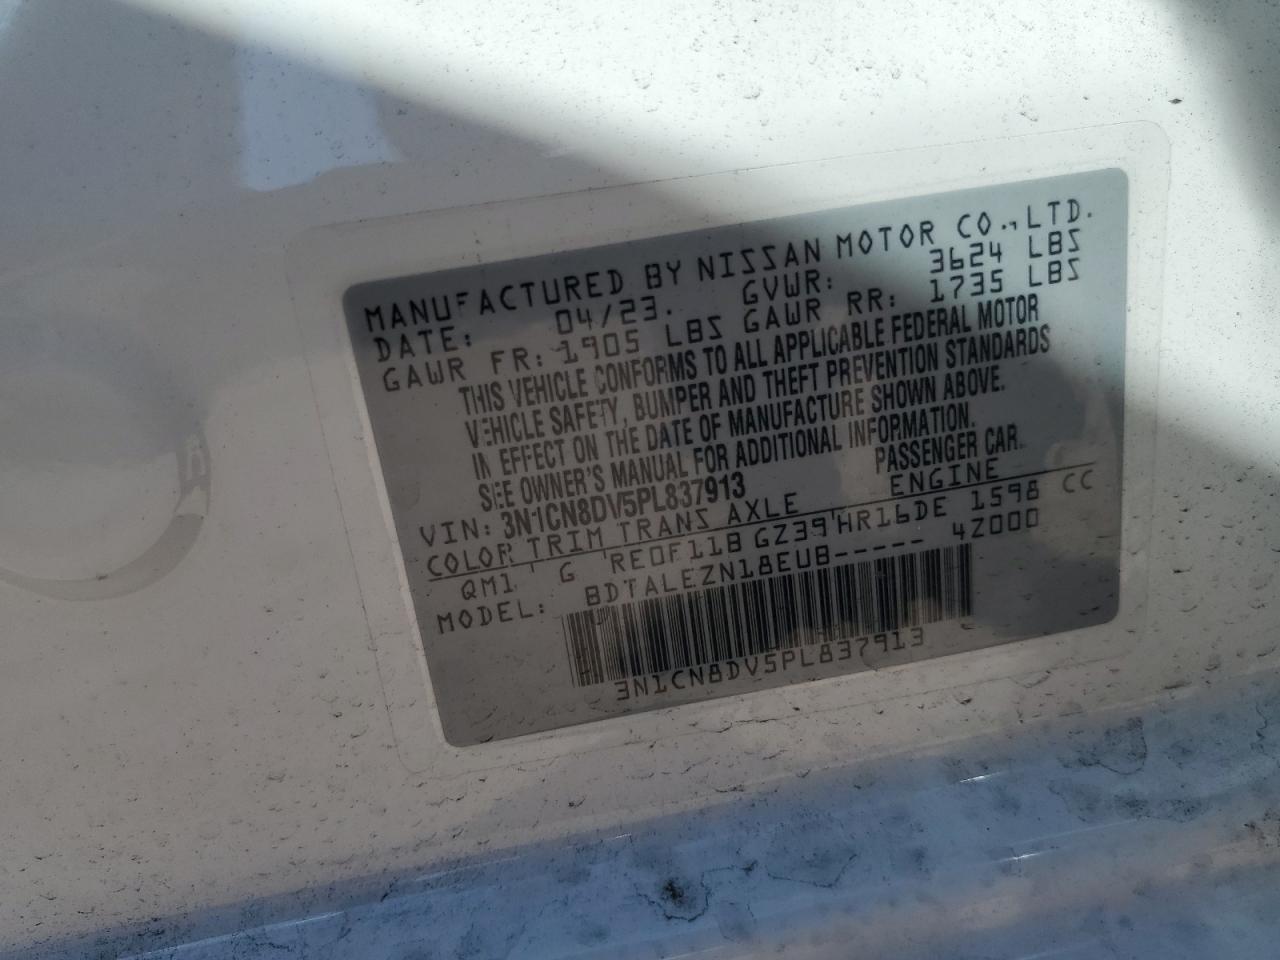 MANUFACTURED BY NISSAN MOTOR CO., LTD.
DATE: 04/23. GVWR: 3624 LBS
GAWR FR: 1905 LBS GAWR RR: 1735 LBS
THIS VEHICLE CONFORMS TO ALL APPLICABLE FEDERAL MOTOR
VEHICLE SAFETY, BUMPER AND THEFT PREVENTION STANDARDS
IN EFFECT ON THE DATE OF MANUFACTURE SHOWN ABOVE.
SEE OWNER'S MANUAL FOR ADDITIONAL INFORMATION.
VIN: 3N1CN8DV5PL837913 PASSENGER CAR.
COLOR TRIM TRANS AXLE ENGINE
QM1 G RE0F11B GZ39 HR16DE 1598 CC
MODEL: BDTALEZN18EUB----- 4Z000
3N1CN8DV5PL837913